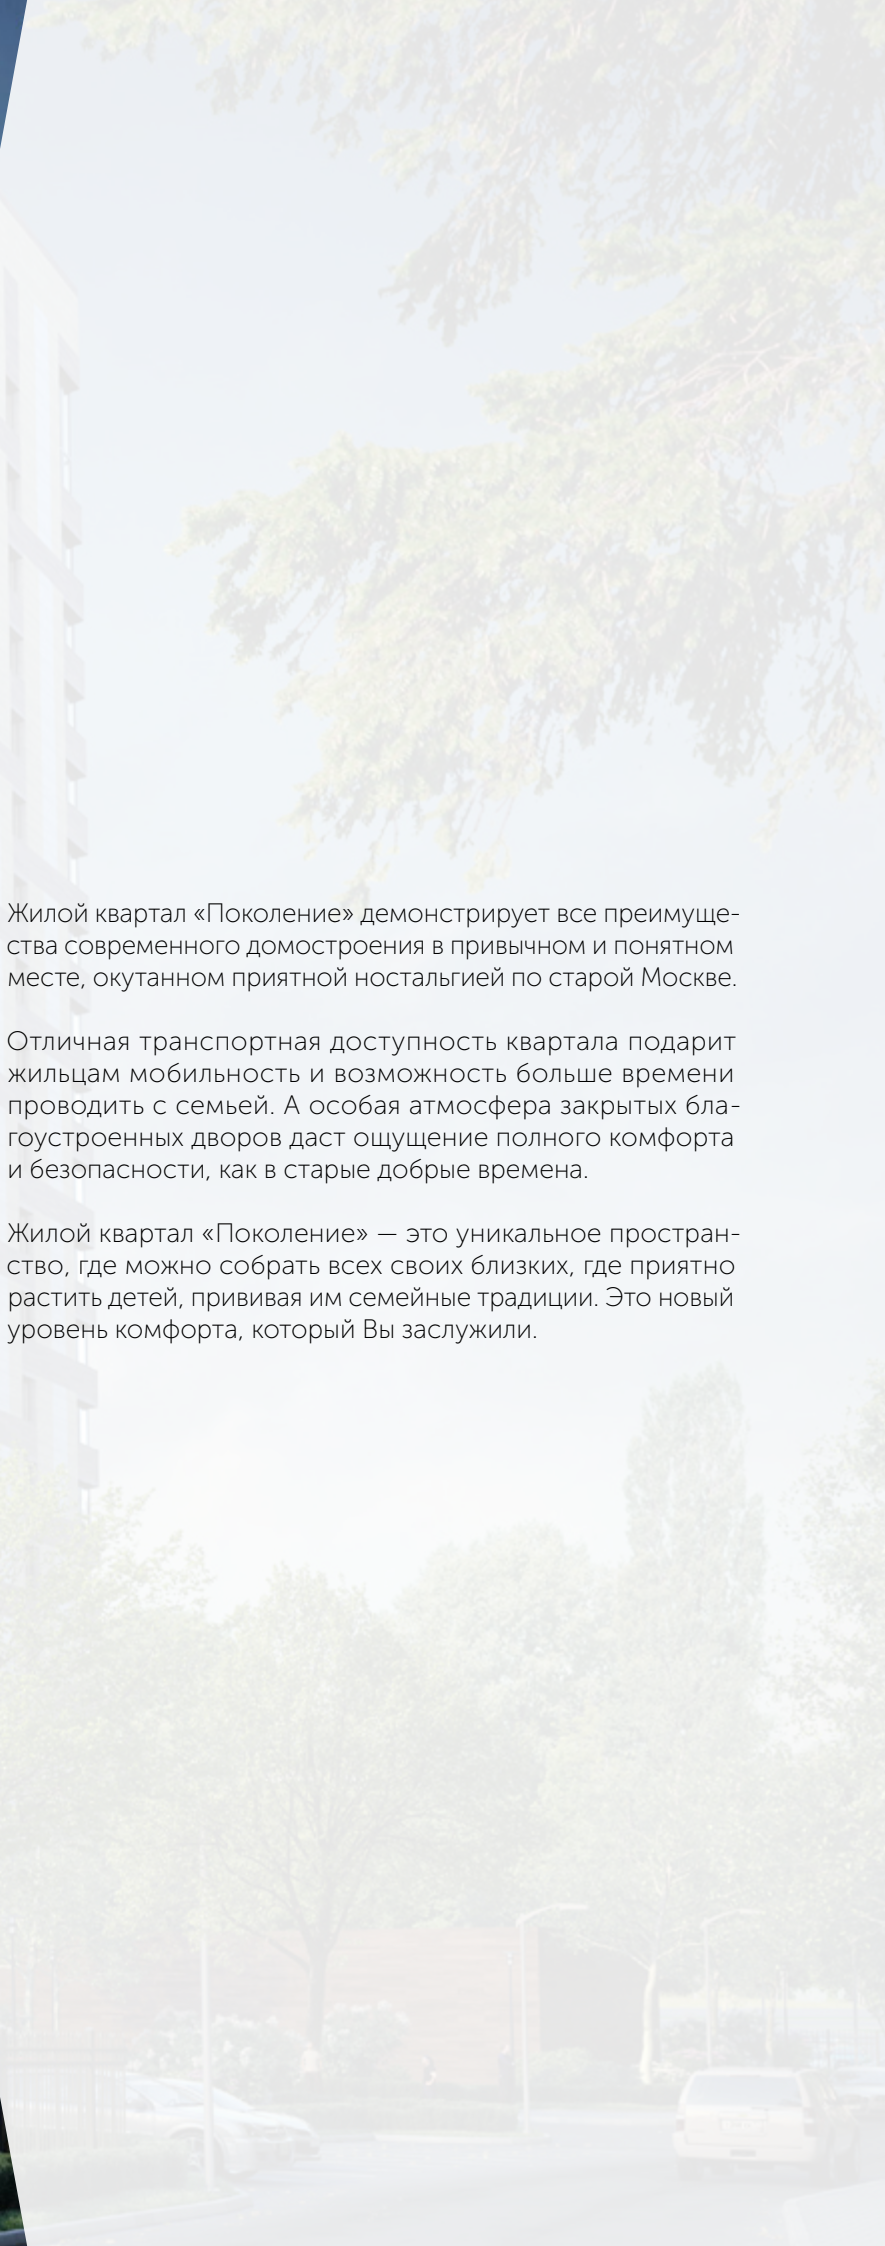 Жилой квартал «Поколение» демонстрирует все преимуще-
ства современного домостроения в привычном и понятном
месте, окутанном приятной ностальгией по старой Москве.
Отличная транспортная доступность квартала подарит
жильцам мобильность и возможность больше времени
проводить с семьей. А особая атмосфера закрытых бла-
гоустроенных дворов даст ощущение полного комфорта
и безопасности, как в старые добрые времена.
Жилой квартал «Поколение» — это уникальное простран-
ство, где можно собрать всех своих близких, где приятно
растить детей, прививая им семейные традиции. Это новый
уровень комфорта, который Вы заслужили.